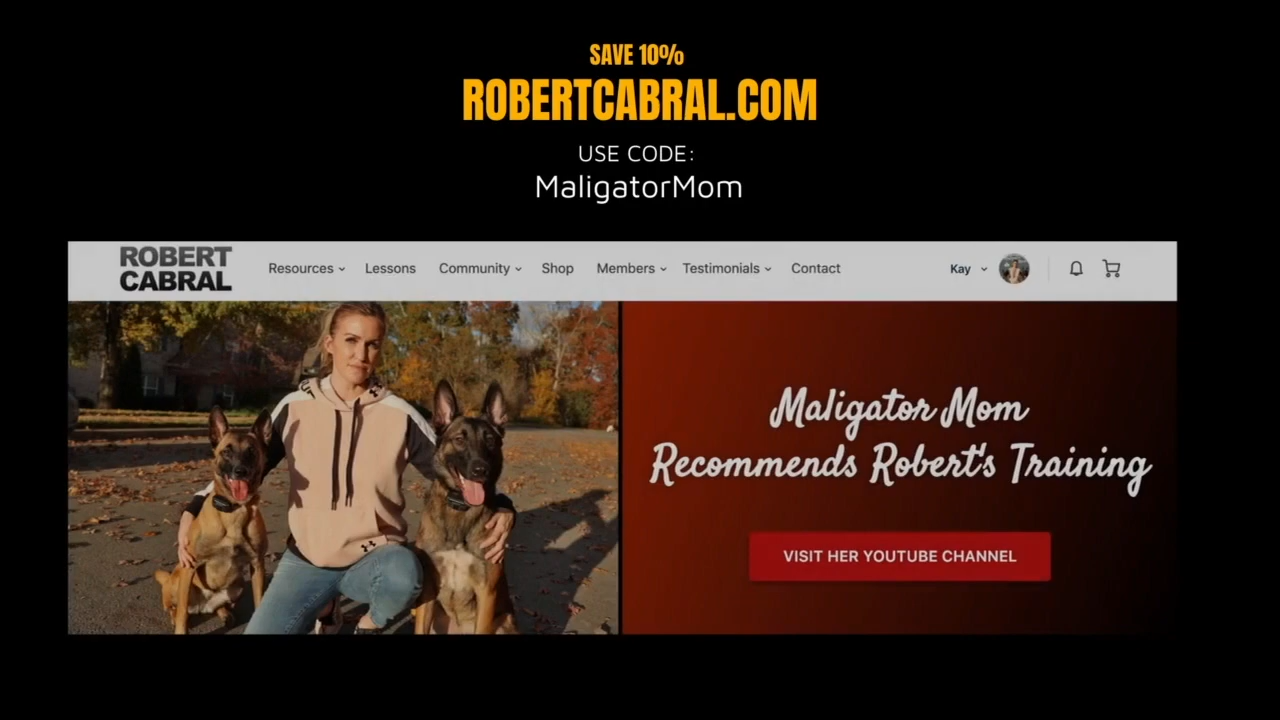 SAVE 10%
ROBERTCABRAL.COM
USE CODE:
MaligatorMom
ROBERT
CABRAL
Resources Lessons Community Shop Members Testimonials Contact Kay
Maligator Mom
Recommends Robert's Training
VISIT HER YOUTUBE CHANNEL